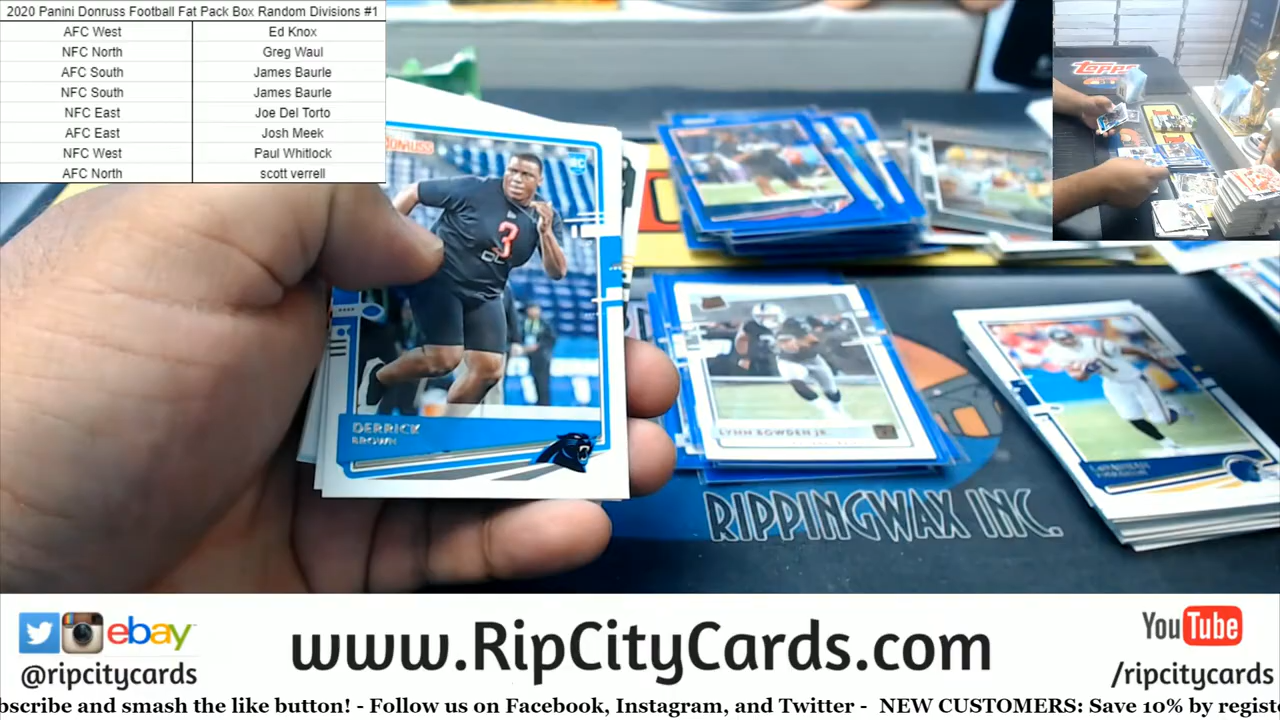 2020 Panini Donruss Football Fat Pack Box Random Divisions #1
AFC West Ed Knox
NFC North Greg Waul
AFC South James Baurle
NFC South James Baurle
NFC East Joe Del Torto
AFC East Josh Meek
NFC West Paul Whitlock
AFC North scott verrell
Topps
DONRUSS
3
DERRICK
BROWN
LYNN BOWDEN JR.
RIPPINGWAX INC.
ebay
@ripcitycards
www.RipCityCards.com
YouTube
/ripcitycards
bscribe and smash the like button! - Follow us on Facebook, Instagram, and Twitter - NEW CUSTOMERS: Save 10% by regist